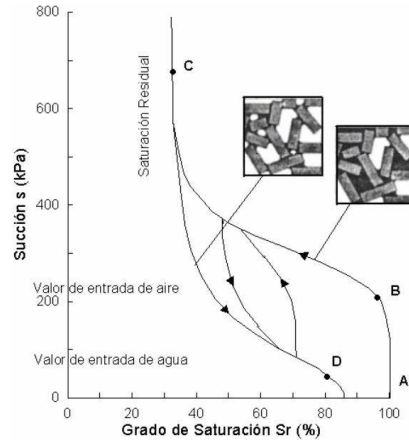 800
C
Saturación Residual
600
Succión s (kPa)
400
Valor de entrada de aire
B
200
Valor de entrada de agua
D
A
0
0 20 40 60 80 100
Grado de Saturación Sr (%)